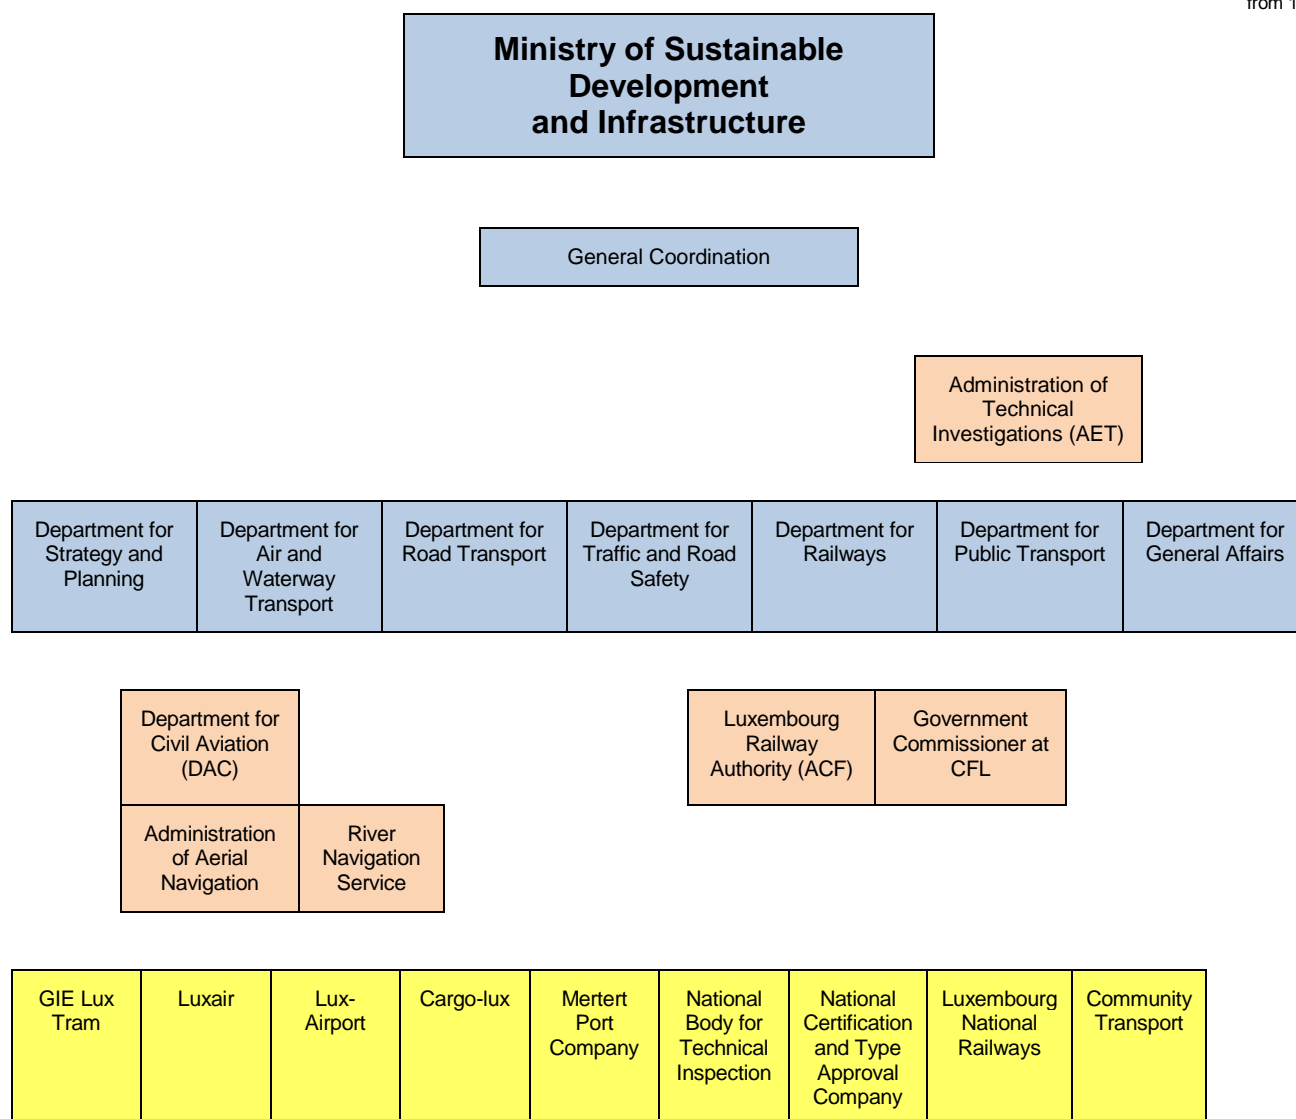 from 1
Ministry of Sustainable
Development
and Infrastructure
General Coordination
Administration of
Technical
Investigations (AET)
Department for
Strategy and
Planning
Department for
Air and
Waterway
Transport
Department for
Road Transport
Department for
Traffic and Road
Safety
Department for
Railways
Department for
Public Transport
Department for
General Affairs
Department for
Civil Aviation
(DAC)
Luxembourg
Railway
Authority (ACF)
Government
Commissioner at
CFL
Administration
of Aerial
Navigation
River
Navigation
Service
GIE Lux
Tram
Luxair
Lux-
Airport
Cargo-lux
Mertert
Port
Company
National
Body for
Technical
Inspection
National
Certification
and Type
Approval
Company
Luxembourg
National
Railways
Community
Transport